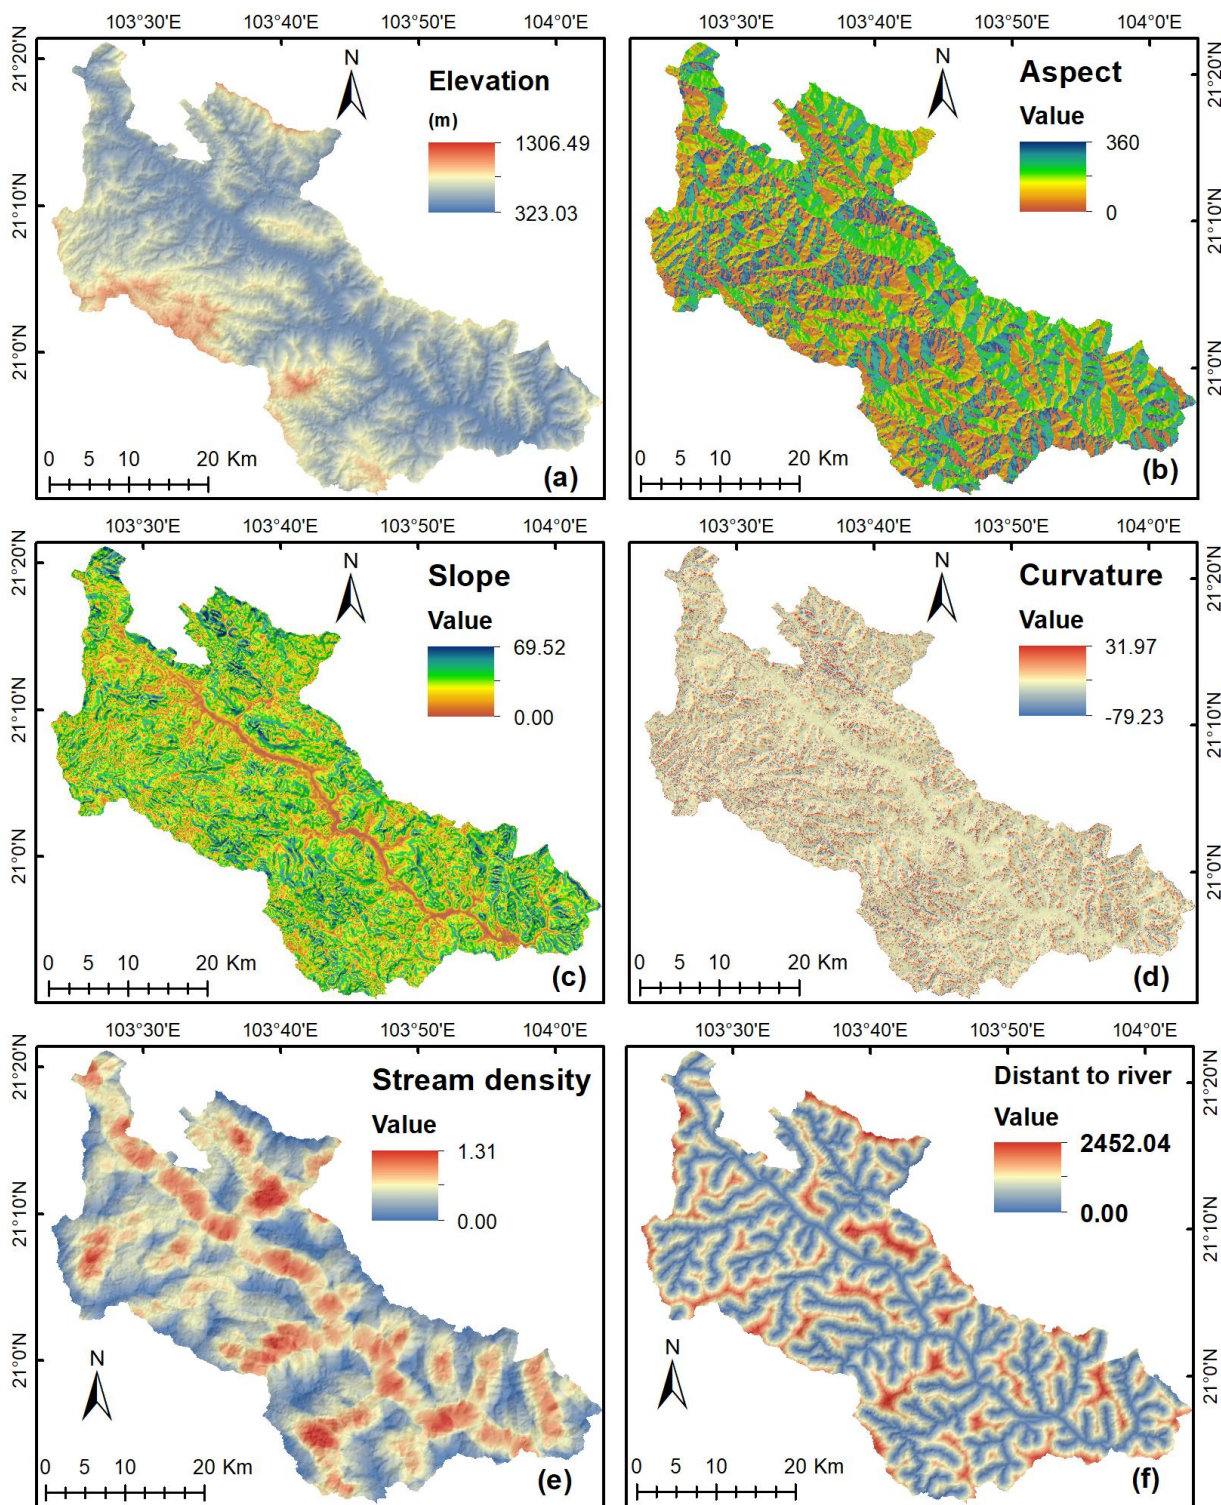 103°30'E 103°40'E 103°50'E 104°0'E 103°30'E 103°40'E 103°50'E 104°0'E
21°20'N
21°10'N
21°0'N
N
Elevation
(m)
1306.49
323.03
0 5 10 20 Km
(a)
N
Aspect
Value
360
0
0 5 10 20 Km
(b)
21°20'N
21°10'N
21°0'N
103°30'E 103°40'E 103°50'E 104°0'E 103°30'E 103°40'E 103°50'E 104°0'E
21°20'N
21°10'N
21°0'N
N
Slope
Value
69.52
0.00
0 5 10 20 Km
(c)
N
Curvature
Value
31.97
-79.23
0 5 10 20 Km
(d)
21°20'N
21°10'N
21°0'N
103°30'E 103°40'E 103°50'E 104°0'E 103°30'E 103°40'E 103°50'E 104°0'E
21°20'N
21°10'N
21°0'N
Stream density
Value
1.31
0.00
N
0 5 10 20 Km
(e)
Distant to river
Value
2452.04
0.00
N
0 5 10 20 Km
(f)
21°20'N
21°10'N
21°0'N